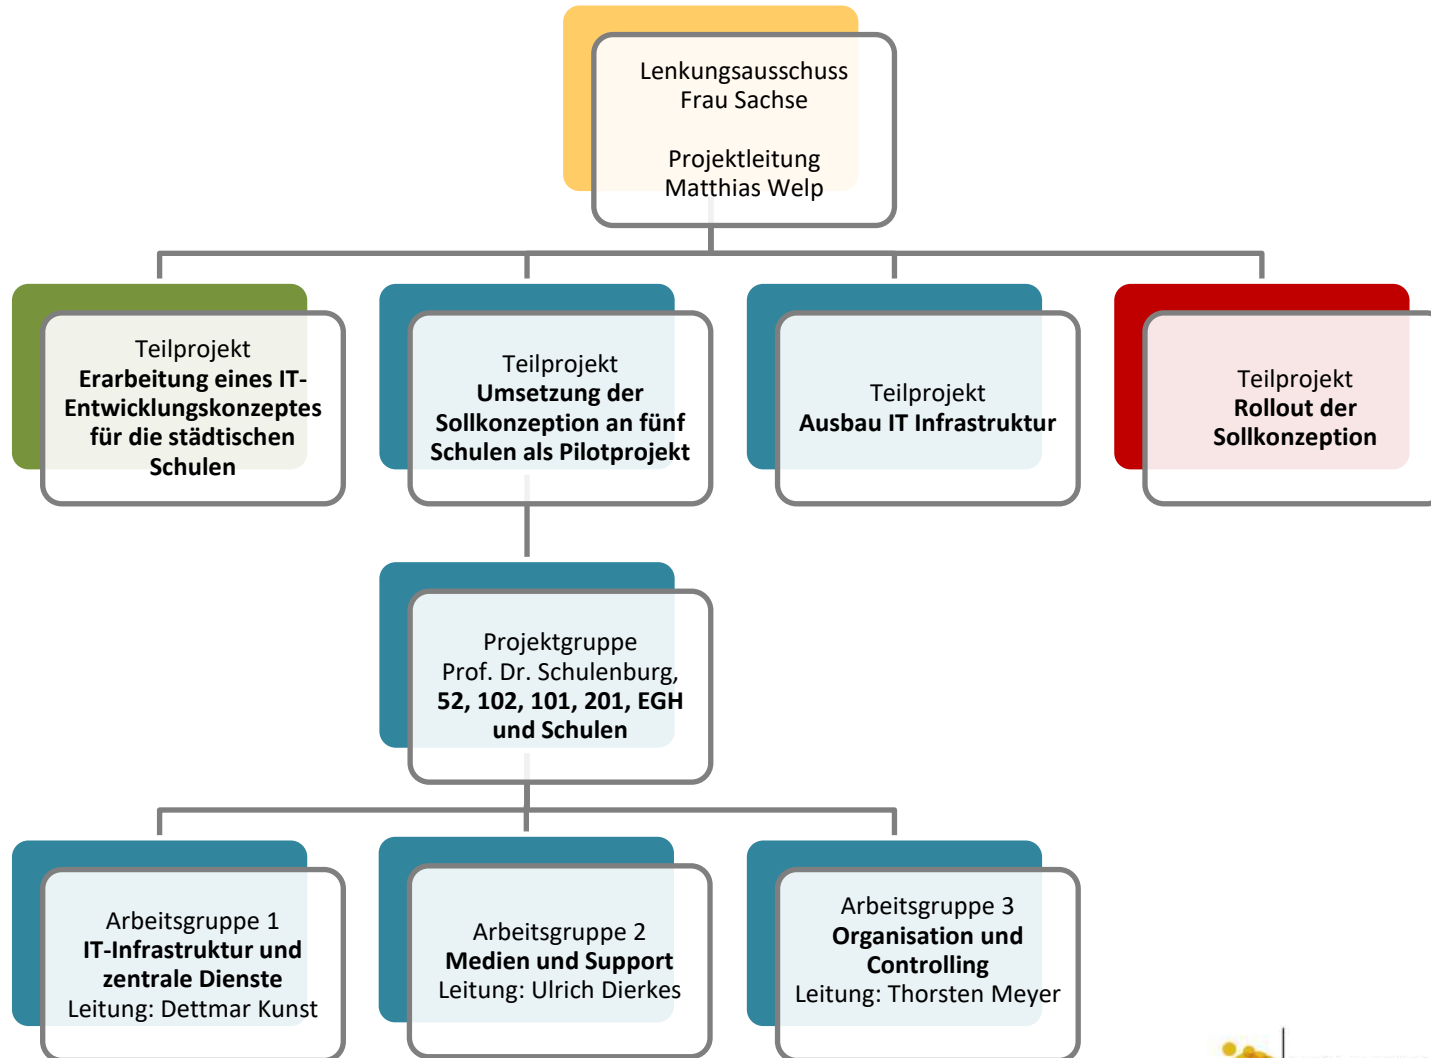 Lenkungsausschuss
Frau Sachse
Projektleitung
Matthias Welp
Teilprojekt
Erarbeitung eines IT-
Entwicklungskonzeptes
für die städtischen
Schulen
Teilprojekt
Umsetzung der
Sollkonzeption an fünf
Schulen als Pilotprojekt
Teilprojekt
Ausbau IT Infrastruktur
Teilprojekt
Rollout der
Sollkonzeption
Projektgruppe
Prof. Dr. Schulenburg,
52, 102, 101, 201, EGH
und Schulen
Arbeitsgruppe 1
IT-Infrastruktur und
zentrale Dienste
Leitung: Dettmar Kunst
Arbeitsgruppe 2
Medien und Support
Leitung: Ulrich Dierkes
Arbeitsgruppe 3
Organisation und
Controlling
Leitung: Thorsten Meyer